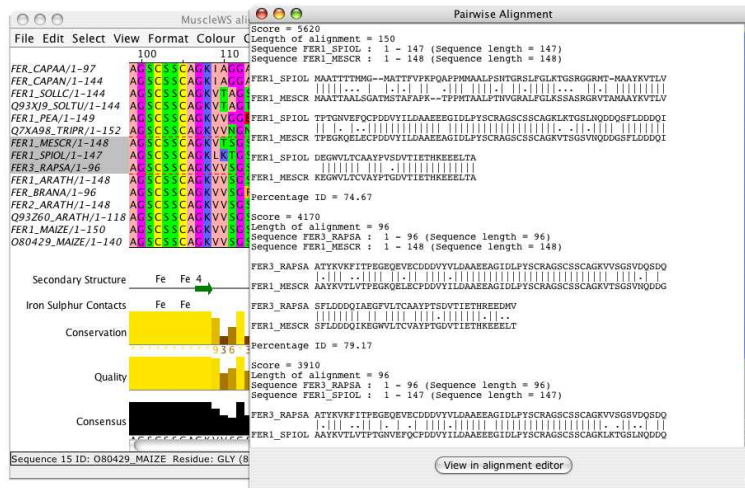 MuscleWS ali
File Edit Select View Format Colour
100 110
FER_CAPAA/1-97
FER_CAPAN/1-144
FER1_SOLLC/1-144
Q93XJ9_SOLTU/1-144
FER1_PEA/1-149
Q7XA98_TRIPR/1-152
FER1_MESCR/1-148
FER1_SPIOL/1-147
FER3_RAPSA/1-96
FER1_ARATH/1-148
FER_BRANA/1-96
FER2_ARATH/1-148
Q93Z60_ARATH/1-118
FER1_MAIZE/1-150
O80429_MAIZE/1-140
Secondary Structure Fe Fe 4
Iron Sulphur Contacts Fe Fe
Conservation
Quality
Consensus
Sequence 15 ID: O80429_MAIZE Residue: GLY (8
Pairwise Alignment
Score = 5620
Length of alignment = 150
Sequence FER1_SPIOL : 1 - 147 (Sequence length = 147)
Sequence FER1_MESCR : 1 - 148 (Sequence length = 148)
FER1_SPIOL MAATTTTMMG--MATTFVPKPQAPPMMAALPSNTGRSLFGLKTGSRGGRMT-MAAYKVTLV
FER1_MESCR MAATTAALSGATMSTAFAPK--TPPMTAALPTNVGRALFGLKSSASRGRVTAMAAYKVTLV
FER1_SPIOL TPTGNVEFQCPDDVYILDAAEEEGIDLPYSCRAGSCSSCAGKLKTGSLNQDDQSFLDDDQI
FER1_MESCR TPEGKQELECPDDVYILDAAEEAGIDLPYSCRAGSCSSCAGKVTSGSVNQDDGSFLDDDQI
FER1_SPIOL DEGWVLTCAAYPVSDVTIETHKEEELTA
FER1_MESCR KEGWVLTCVAYPTGDVTIETHKEEELTA
Percentage ID = 74.67
Score = 4170
Length of alignment = 96
Sequence FER3_RAPSA : 1 - 96 (Sequence length = 96)
Sequence FER1_MESCR : 1 - 148 (Sequence length = 148)
FER3_RAPSA ATYKVKFITPEGEQEVECDDDVYVLDAAEEAGIDLPYSCRAGSCSSCAGKVVSGSVDQSDQ
FER1_MESCR AAYKVTLVTPEGKQELECPDDVYILDAAEEAGIDLPYSCRAGSCSSCAGKVTSGSVNQDDG
FER3_RAPSA SFLDDDQIAEGFVLTCAAYPTSDVTIETHREEDMV
FER1_MESCR SFLDDDQIKEGWVLTCVAYPTGDVTIETHKEEELT
Percentage ID = 79.17
Score = 3910
Length of alignment = 96
Sequence FER3_RAPSA : 1 - 96 (Sequence length = 96)
Sequence FER1_SPIOL : 1 - 147 (Sequence length = 147)
FER3_RAPSA ATYKVKFITPEGEQEVECDDDVYVLDAAEEAGIDLPYSCRAGSCSSCAGKVVSGSVDQSDQ
FER1_SPIOL AAYKVTLVTPTGNVEFQCPDDVYILDAAEEEGIDLPYSCRAGSCSSCAGKLKTGSLNQDDQ
View in alignment editor